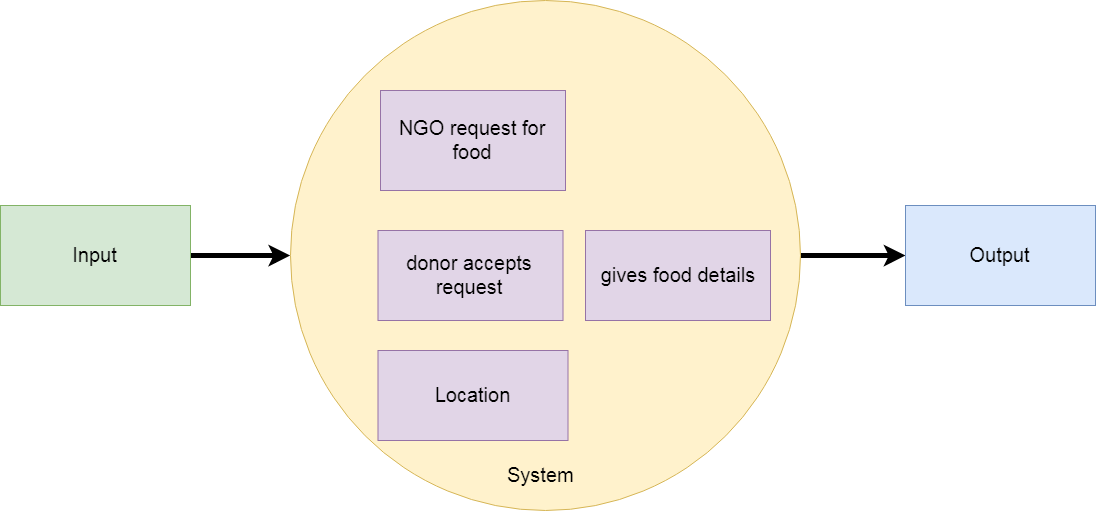 NGO request for
food
Input
donor accepts
request
gives food details
Output
Location
System